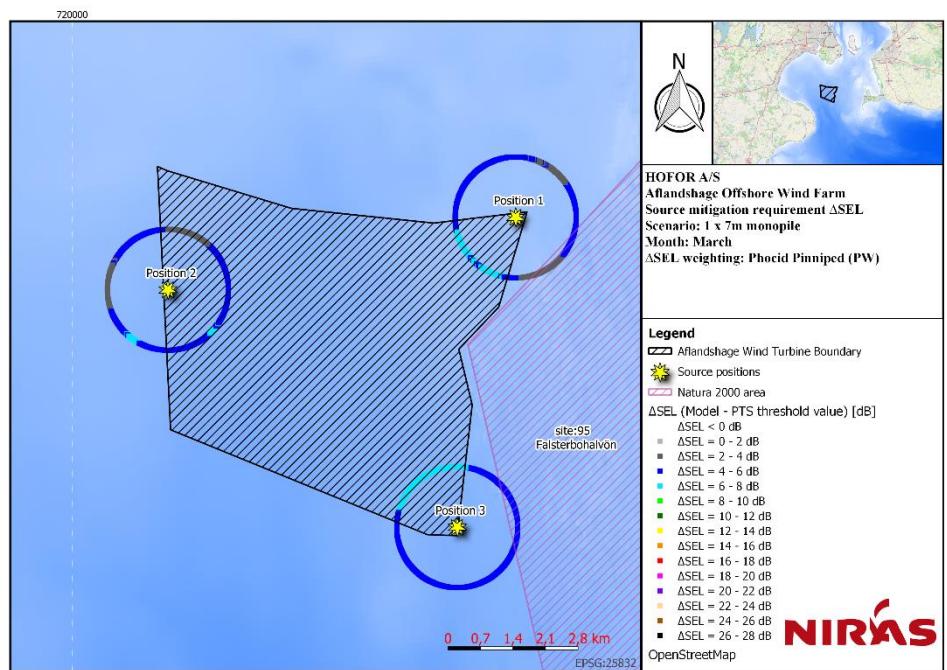 720000
Position 1
Position 2
Position 3
site:95
Falsterbohalvön
0 0,7 1,4 2,1 2,8 km
EPSG:25832
N
HOFOR A/S
Aflandshage Offshore Wind Farm
Source mitigation requirement ΔSEL
Scenario: 1 x 7m monopile
Month: March
ΔSEL weighting: Phocid Pinniped (PW)
Legend
Aflandshage Wind Turbine Boundary
Source positions
Natura 2000 area
ΔSEL (Model - PTS threshold value) [dB]
ΔSEL < 0 dB
ΔSEL = 0 - 2 dB
ΔSEL = 2 - 4 dB
ΔSEL = 4 - 6 dB
ΔSEL = 6 - 8 dB
ΔSEL = 8 - 10 dB
ΔSEL = 10 - 12 dB
ΔSEL = 12 - 14 dB
ΔSEL = 14 - 16 dB
ΔSEL = 16 - 18 dB
ΔSEL = 18 - 20 dB
ΔSEL = 20 - 22 dB
ΔSEL = 22 - 24 dB
ΔSEL = 24 - 26 dB
ΔSEL = 26 - 28 dB
OpenStreetMap
NIRAS